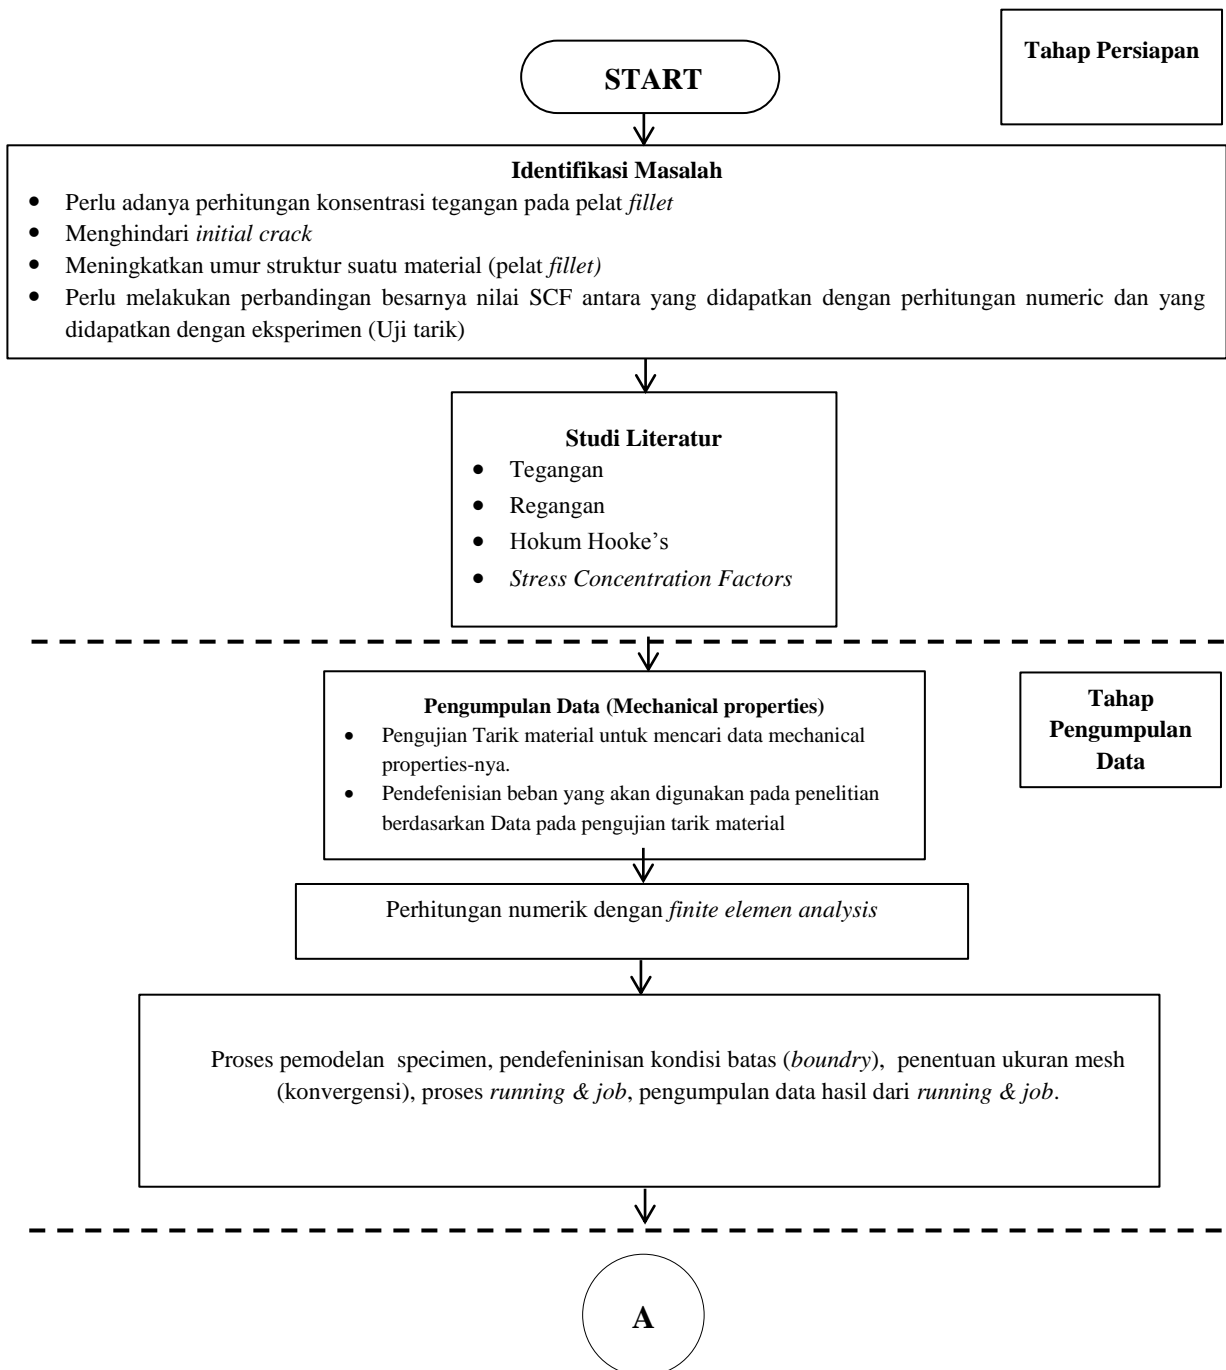 Tahap Persiapan
START
Identifikasi Masalah
• Perlu adanya perhitungan konsentrasi tegangan pada pelat fillet
• Menghindari initial crack
• Meningkatkan umur struktur suatu material (pelat fillet)
• Perlu melakukan perbandingan besarnya nilai SCF antara yang didapatkan dengan perhitungan numeric dan yang
didapatkan dengan eksperimen (Uji tarik)
Studi Literatur
• Tegangan
• Regangan
• Hokum Hooke's
• Stress Concentration Factors
Pengumpulan Data (Mechanical properties)
• Pengujian Tarik material untuk mencari data mechanical
properties-nya.
• Pendefenisian beban yang akan digunakan pada penelitian
berdasarkan Data pada pengujian tarik material
Tahap
Pengumpulan
Data
Perhitungan numerik dengan finite elemen analysis
Proses pemodelan specimen, pendefeninisan kondisi batas (boundry), penentuan ukuran mesh
(konvergensi), proses running & job, pengumpulan data hasil dari running & job.
A